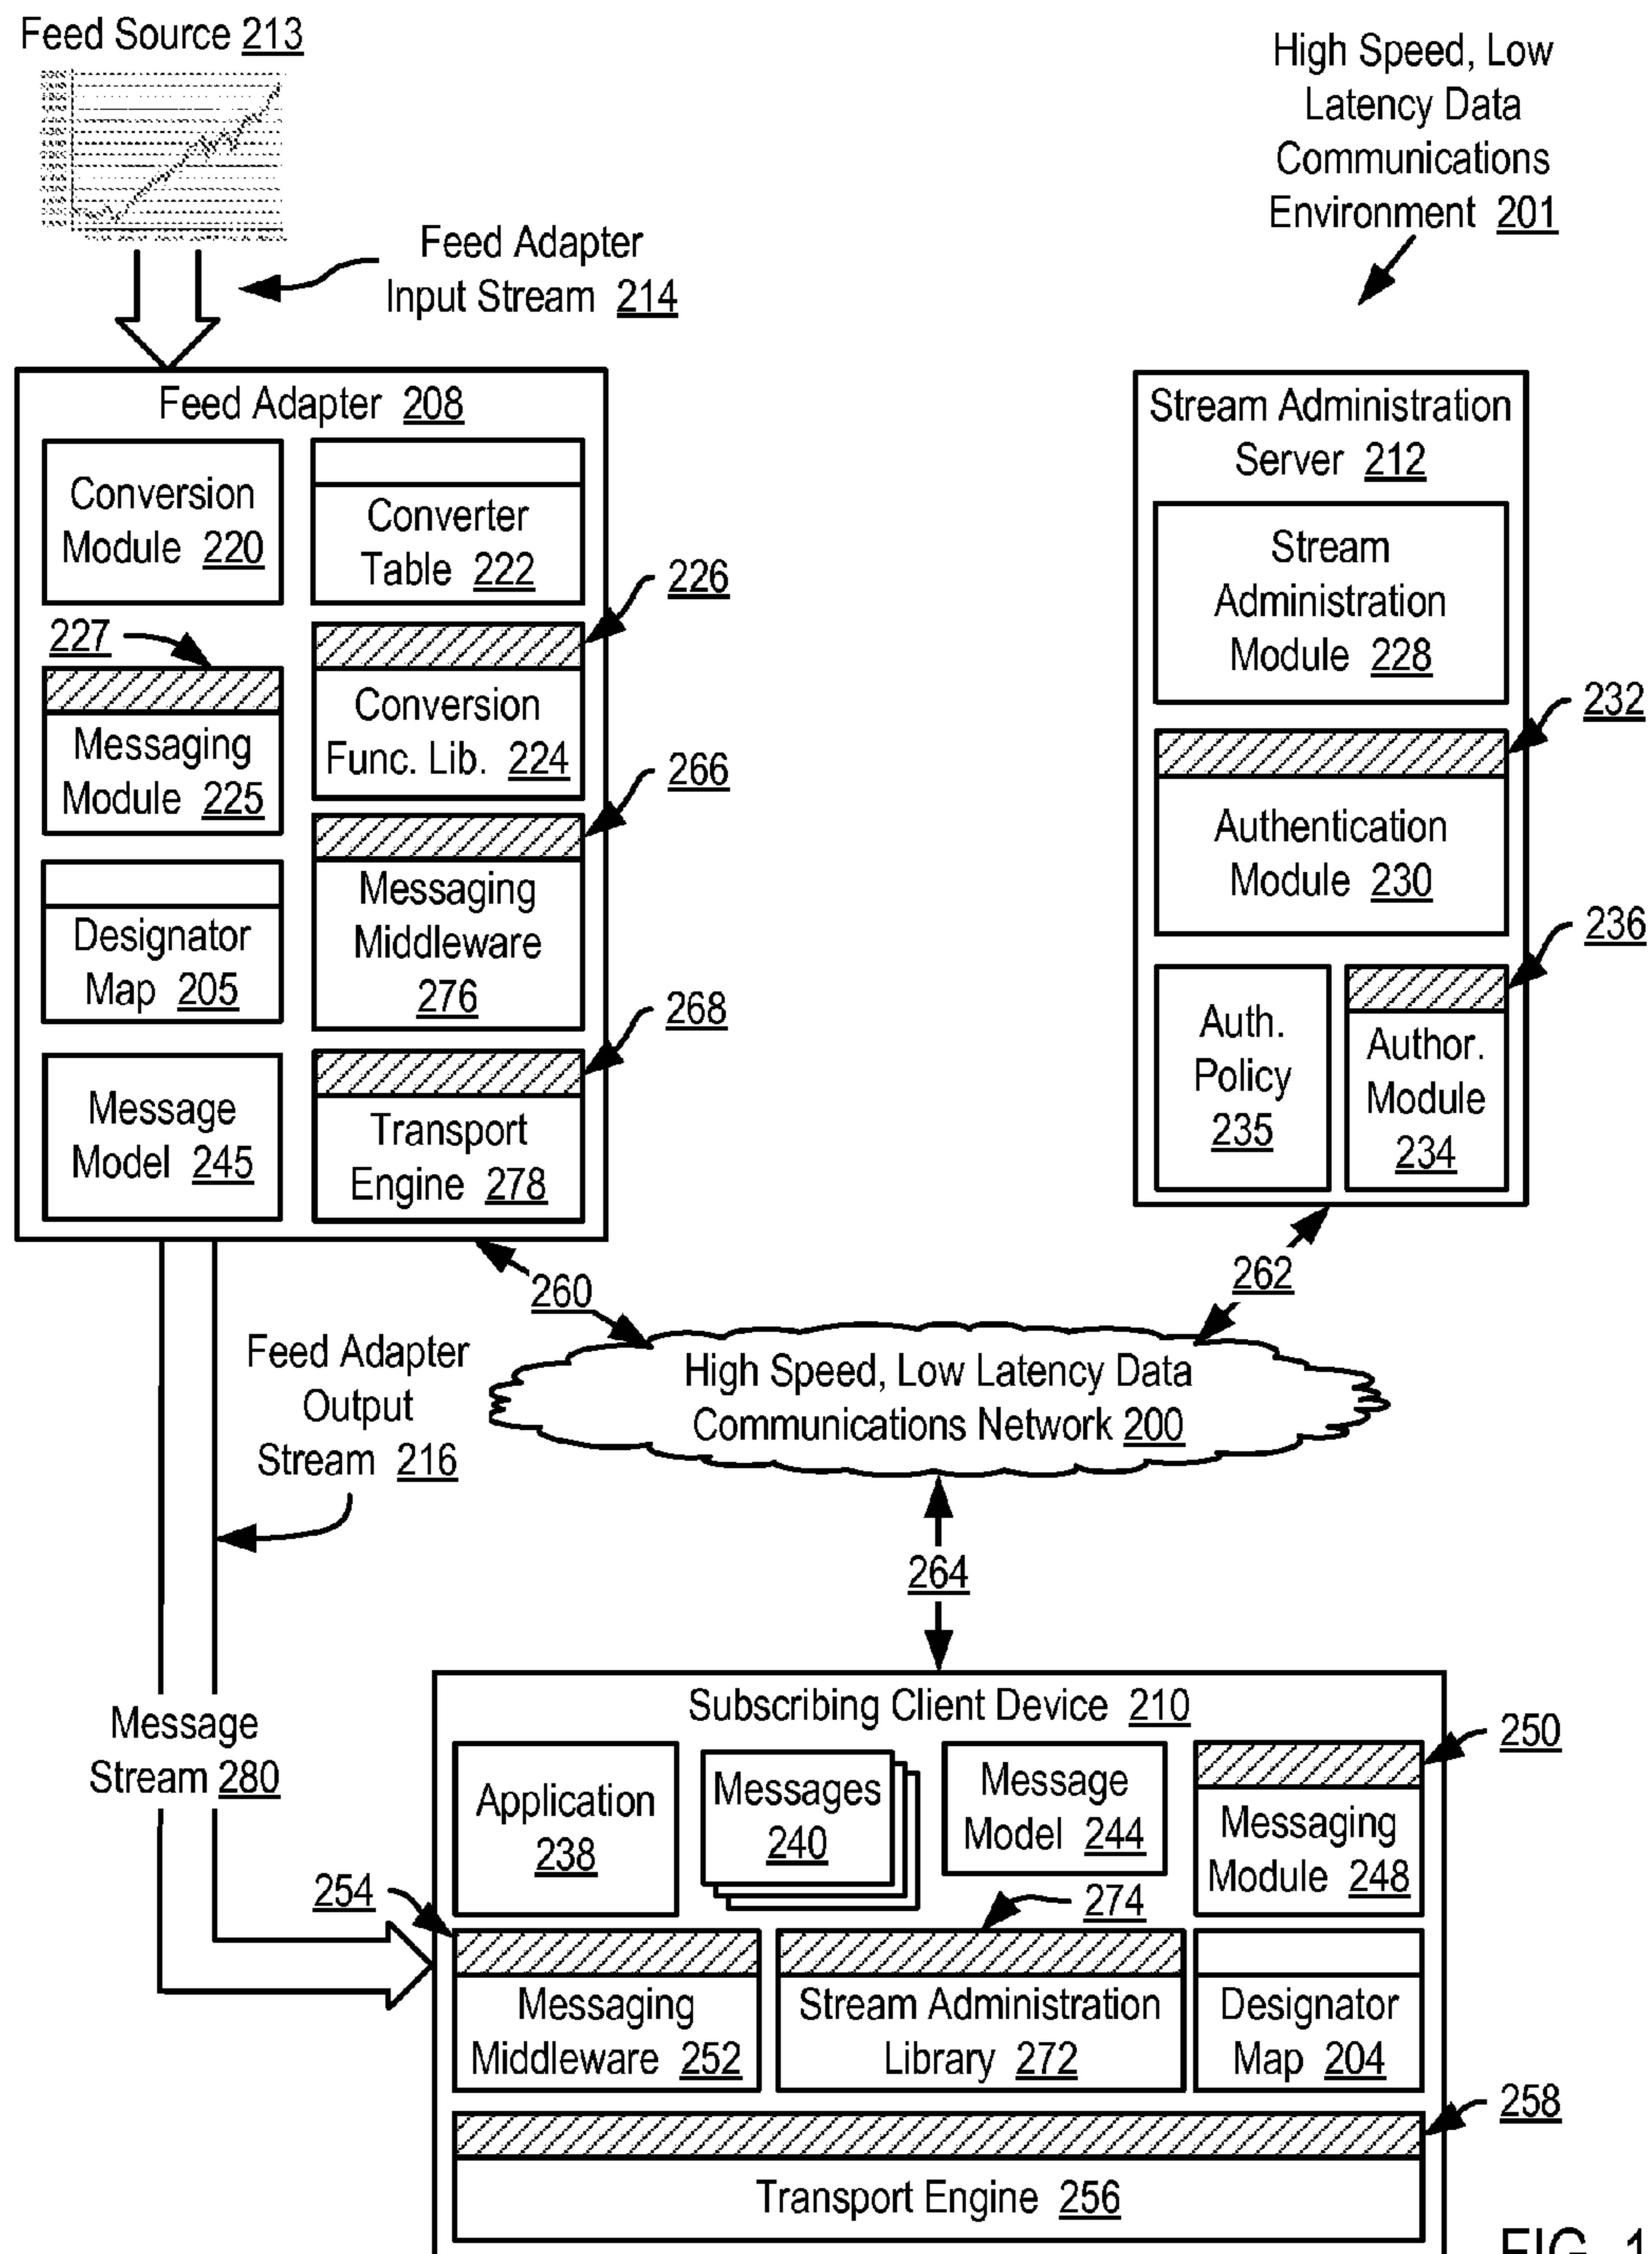 Feed Source 213
High Speed, Low
Latency Data
Communications
Environment 201
Feed Adapter
Input Stream 214
Feed Adapter 208
Conversion
Module 220
Converter
Table 222
226
227
Messaging
Module 225
Conversion
Func. Lib. 224
266
Designator
Map 205
Messaging
Middleware
276
268
Message
Model 245
Transport
Engine 278
Stream Administration
Server 212
Stream
Administration
Module 228
232
Authentication
Module 230
236
Auth.
Policy
235
Author.
Module
234
260
262
High Speed, Low Latency Data
Communications Network 200
Feed Adapter
Output
Stream 216
264
Message
Stream 280
Subscribing Client Device 210
250
Application
238
Messages
240
Message
Model 244
Messaging
Module 248
254
274
Messaging
Middleware 252
Stream Administration
Library 272
Designator
Map 204
258
Transport Engine 256
FIG. 1